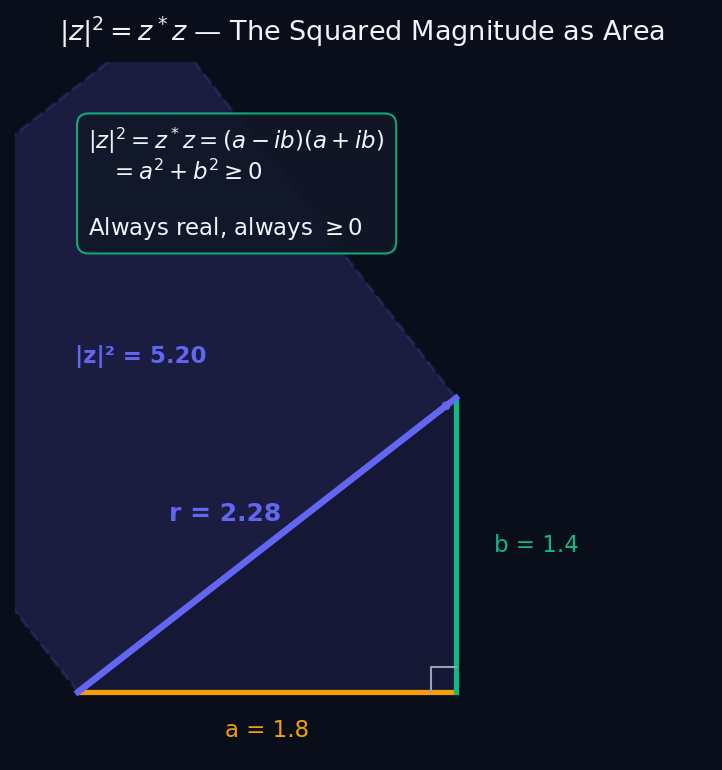 |z|² = z*z — The Squared Magnitude as Area
|z|² = z*z = (a − ib)(a + ib)
= a² + b² ≥ 0
Always real, always ≥ 0
|z|² = 5.20
r = 2.28
b = 1.4
a = 1.8